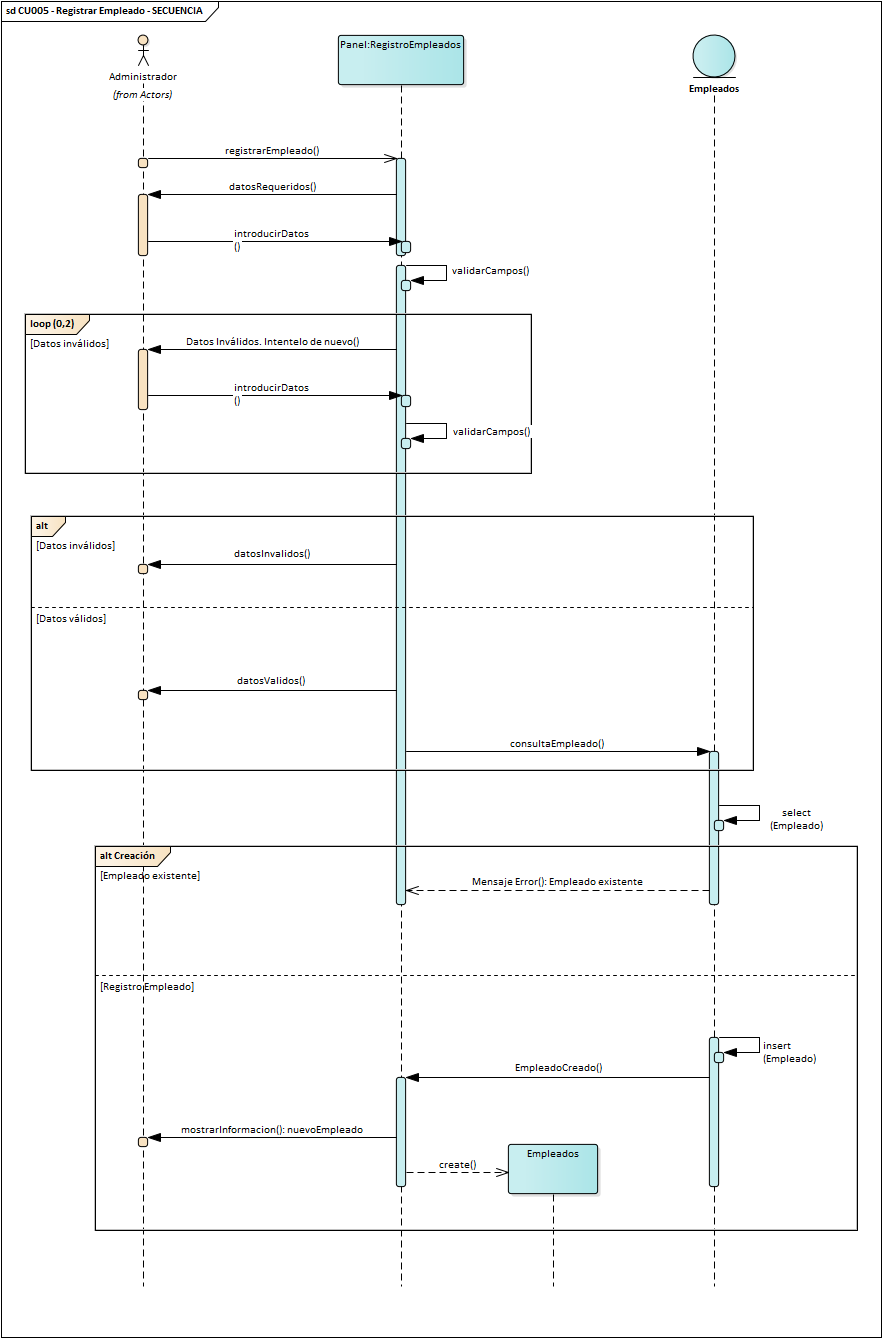 sd CU005 - Registrar Empleado - SECUENCIA
Administrador
(from Actors)
Panel:RegistroEmpleados
Empleados
registrarEmpleado()
datosRequeridos()
introducirDatos
()
validarCampos()
loop (0,2)
[Datos inválidos]
Datos Inválidos. Intentelo de nuevo()
introducirDatos
()
validarCampos()
alt
[Datos inválidos]
datosInvalidos()
[Datos válidos]
datosValidos()
consultaEmpleado()
select
(Empleado)
alt Creación
[Empleado existente]
Mensaje Error(): Empleado existente
[Registro Empleado]
insert
(Empleado)
EmpleadoCreado()
mostrarInformacion(): nuevoEmpleado
create()
Empleados